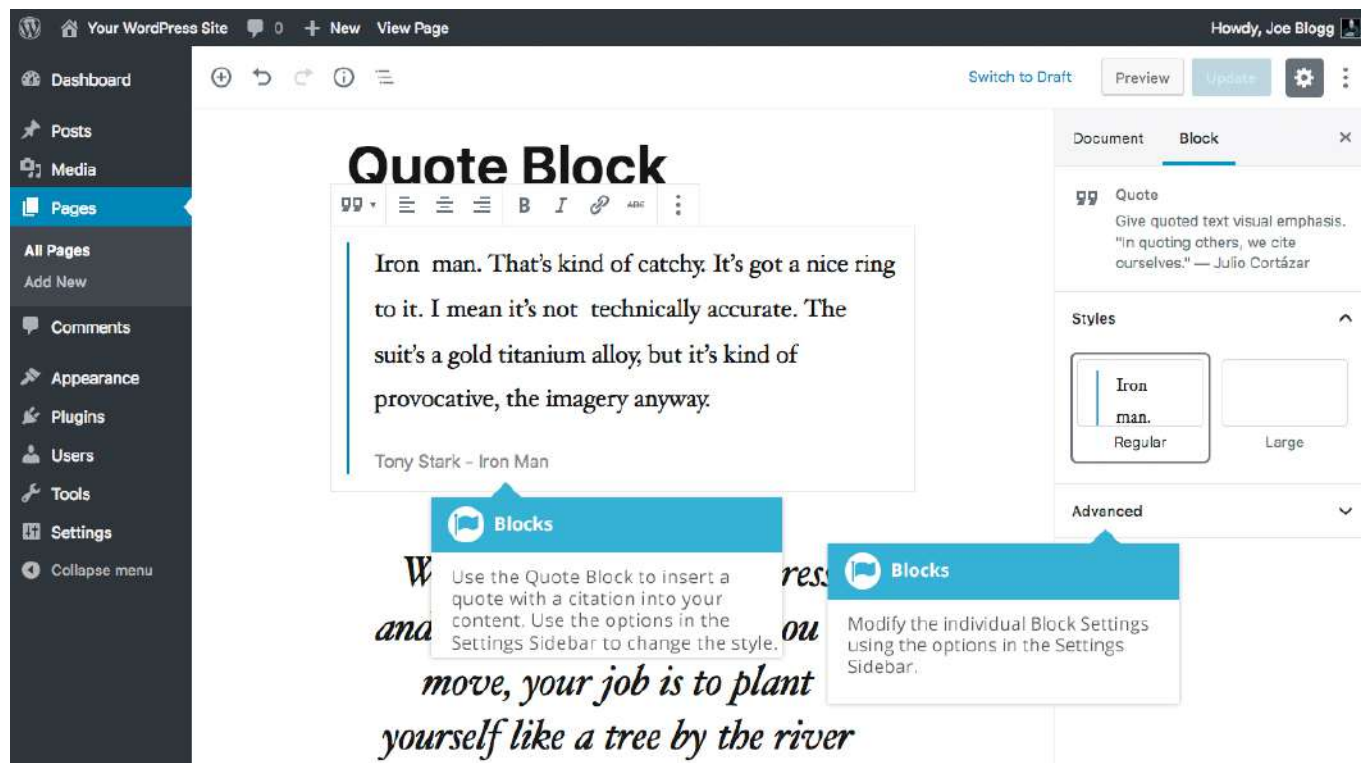 Your WordPress Site 0 New View Page Howdy, Joe Blogg
Dashboard
Posts
Media
Pages
All Pages
Add New
Comments
Appearance
Plugins
Users
Tools
Settings
Collapse menu
Switch to Draft Preview Update
Quote Block
B I ABC
Iron man. That's kind of catchy. It's got a nice ring
to it. I mean it's not technically accurate. The
suit's a gold titanium alloy, but it's kind of
provocative, the imagery anyway.
Tony Stark – Iron Man
Blocks
Use the Quote Block to insert a
quote with a citation into your
content. Use the options in the
Settings Sidebar to change the style.
W
and ou
move, your job is to plant
yourself like a tree by the river
Document Block
Quote
Give quoted text visual emphasis.
"In quoting others, we cite
ourselves." — Julio Cortázar
Styles
Iron
man.
Regular Large
Advanced
Blocks
Modify the individual Block Settings
using the options in the Settings
Sidebar.